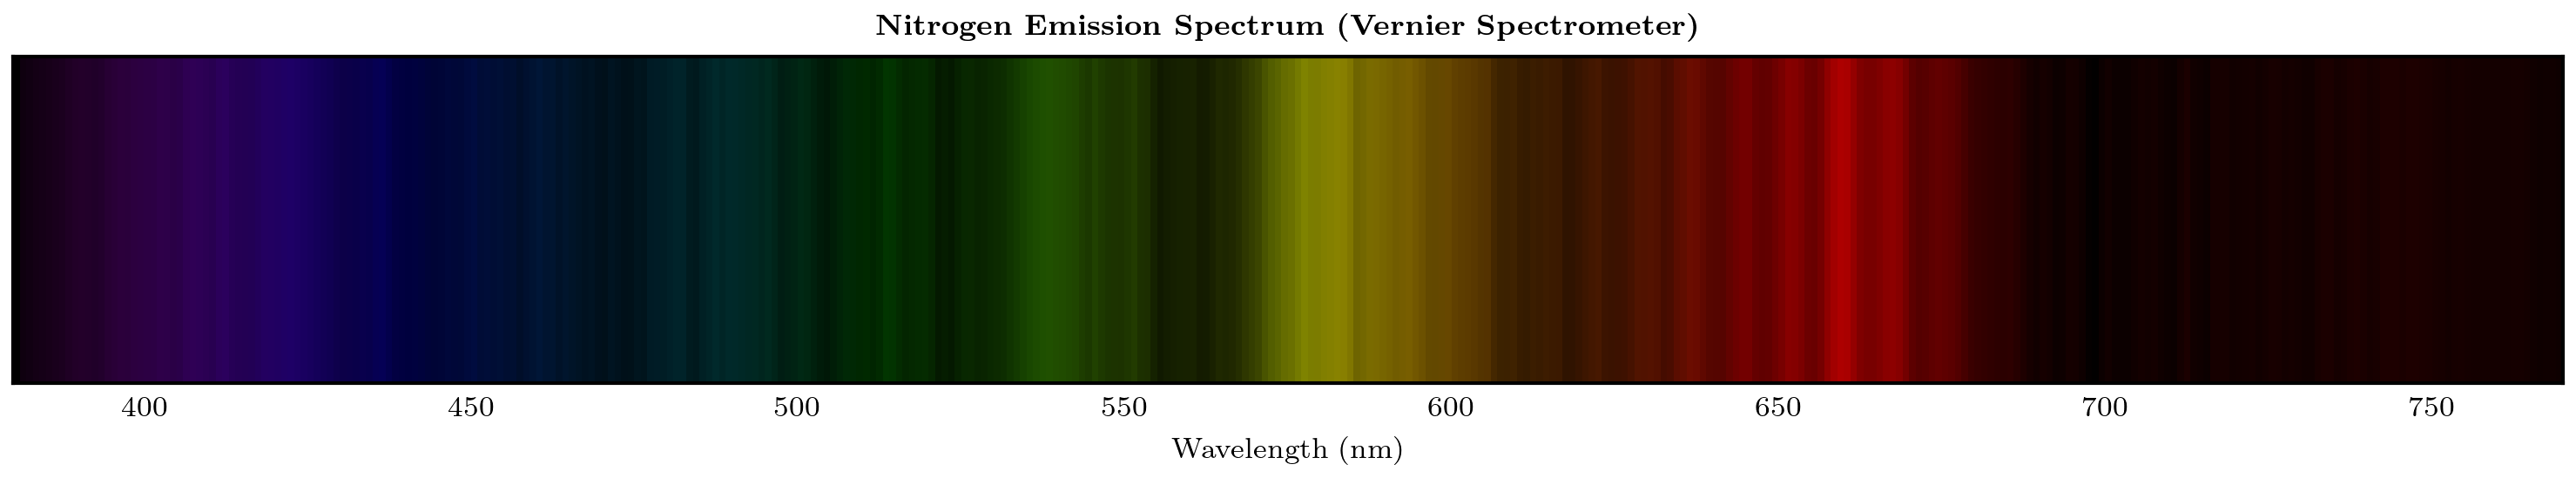 Nitrogen Emission Spectrum (Vernier Spectrometer)
400 450 500 550 600 650 700 750
Wavelength (nm)